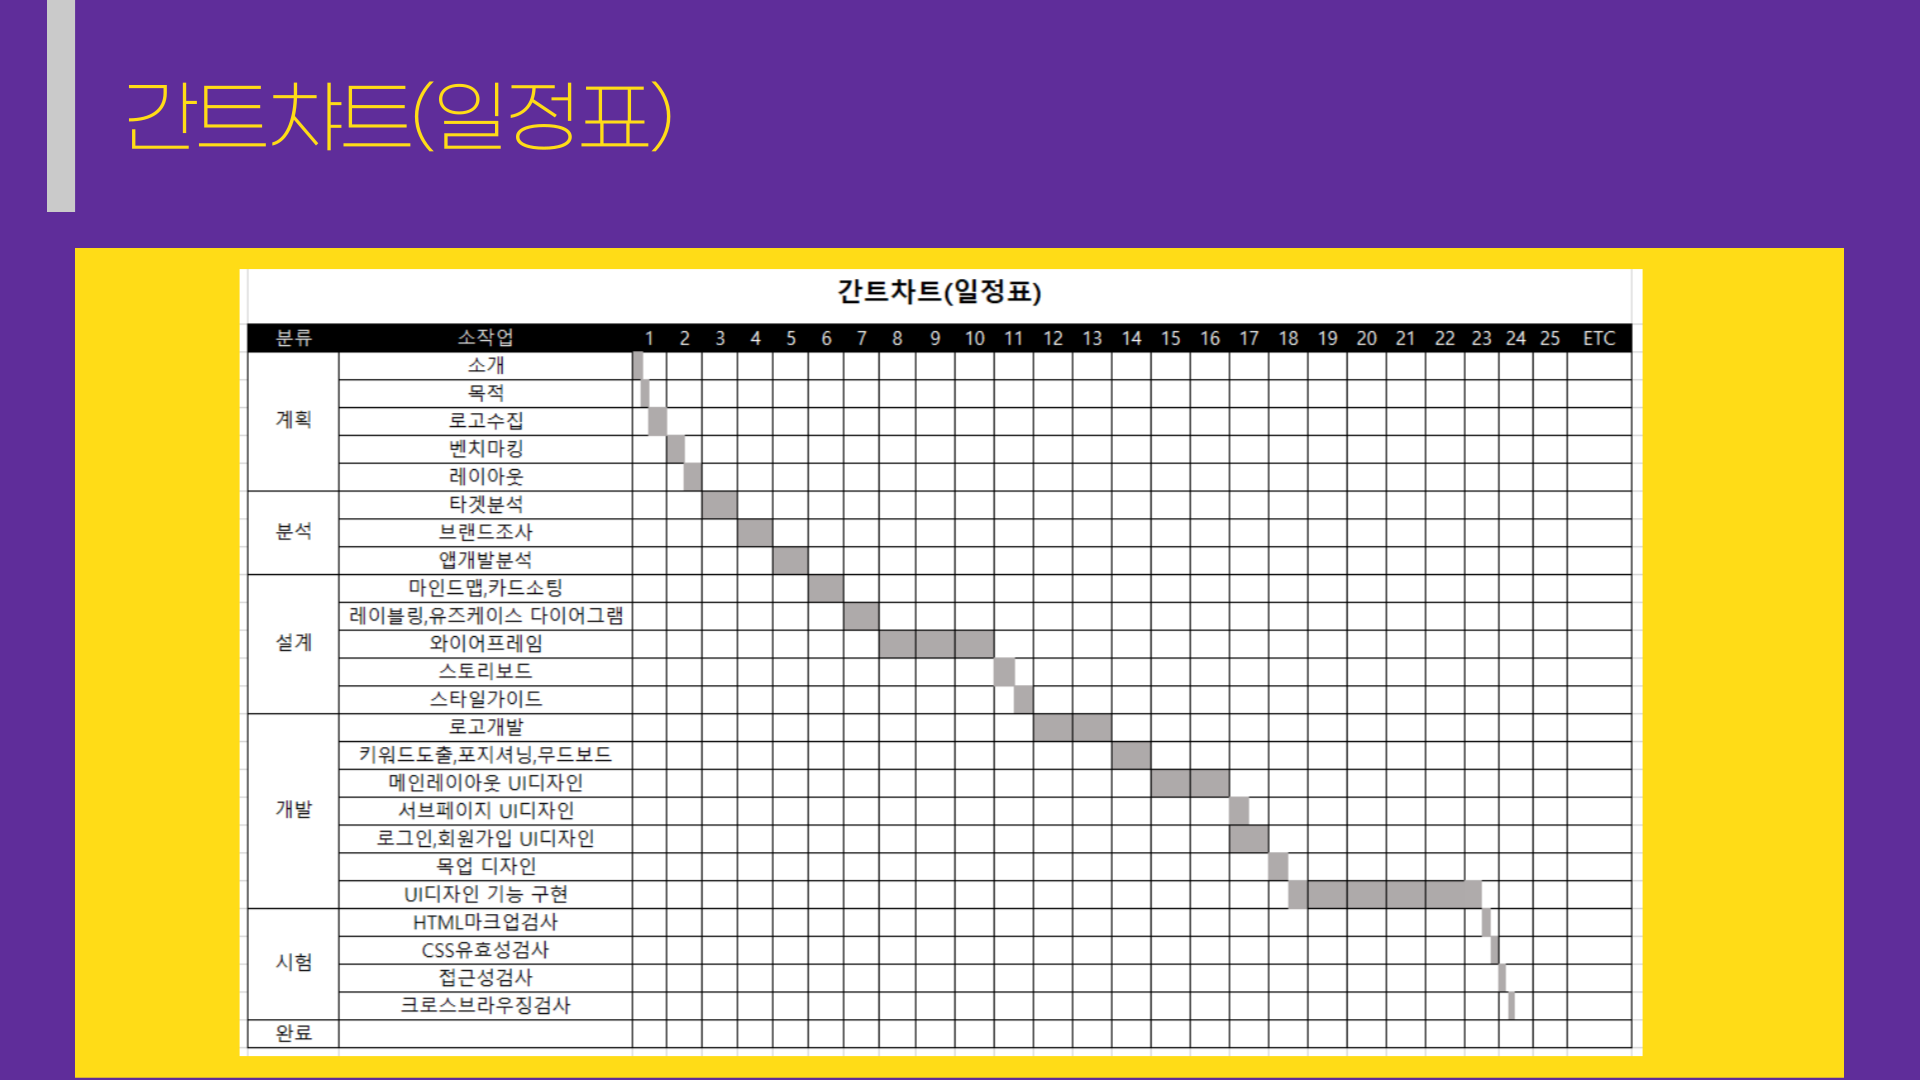 간트챠트(일정표)
간트차트(일정표)
분류 소작업 1 2 3 4 5 6 7 8 9 10 11 12 13 14 15 16 17 18 19 20 21 22 23 24 25 ETC
계획
소개
목적
로고수집
벤치마킹
레이아웃
분석
타겟분석
브랜드조사
앱개발분석
설계
마인드맵,카드소팅
레이블링,유즈케이스 다이어그램
와이어프레임
스토리보드
스타일가이드
개발
로고개발
키워드도출,포지셔닝,무드보드
메인레이아웃 UI디자인
서브페이지 UI디자인
로그인,회원가입 UI디자인
목업 디자인
UI디자인 기능 구현
시험
HTML마크업검사
CSS유효성검사
접근성검사
크로스브라우징검사
완료